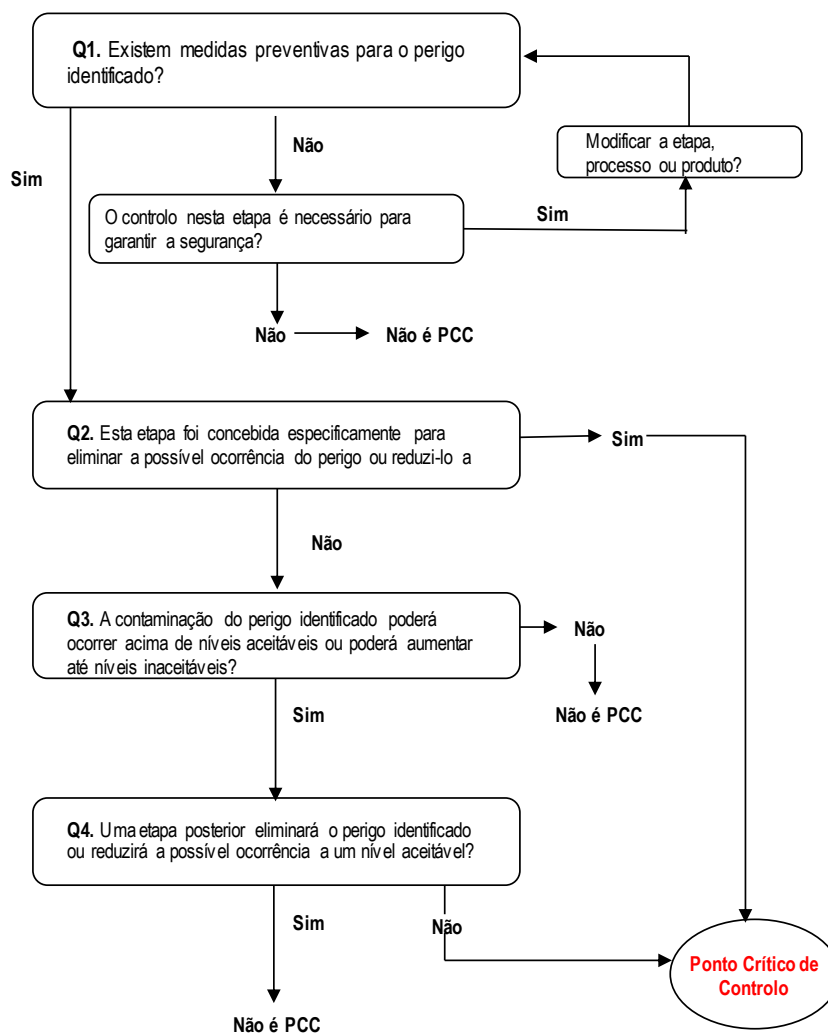 Q1. Existem medidas preventivas para o perigo
identificado?
Não
Modificar a etapa,
processo ou produto?
Sim
O controlo nesta etapa é necessário para
garantir a segurança?
Sim
Não
Não é PCC
Q2. Esta etapa foi concebida especificamente para
eliminar a possível ocorrência do perigo ou reduzi-lo a
Sim
Não
Q3. A contaminação do perigo identificado poderá
ocorrer acima de níveis aceitáveis ou poderá aumentar
até níveis inaceitáveis?
Não
Não é PCC
Sim
Q4. Uma etapa posterior eliminará o perigo identificado
ou reduzirá a possível ocorrência a um nível aceitável?
Sim
Não
Ponto Crítico de
Controlo
Não é PCC